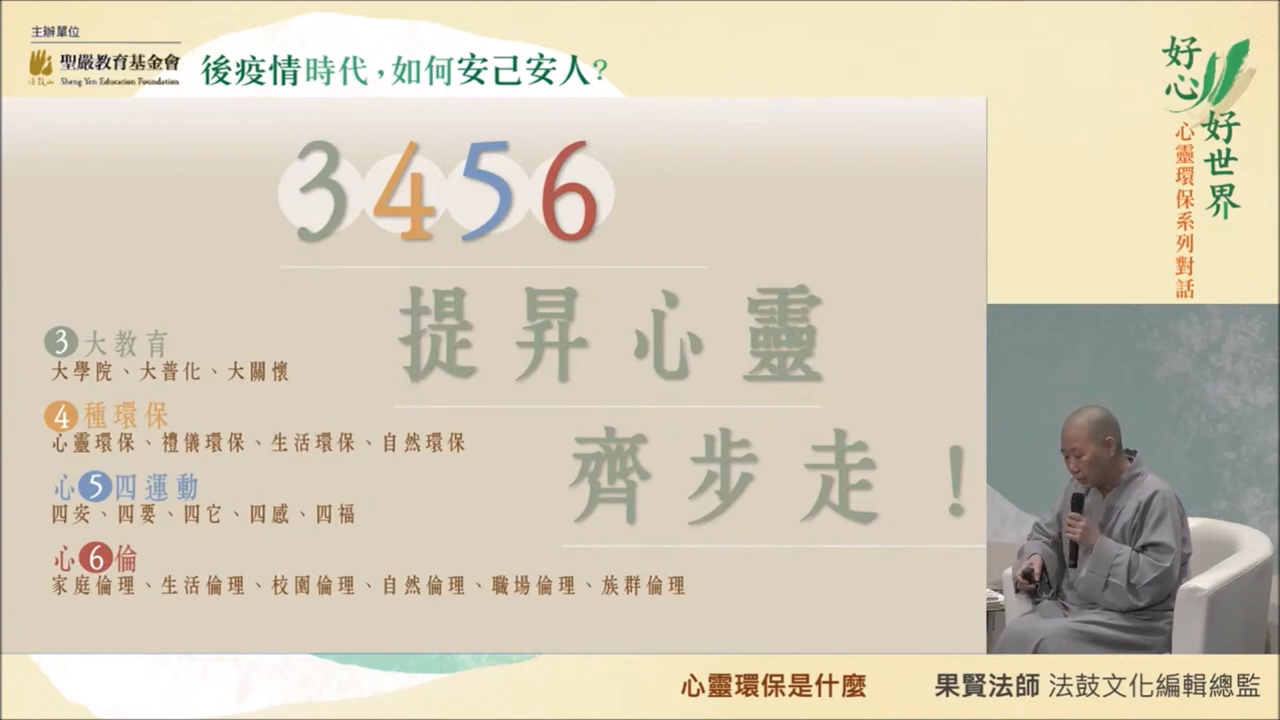 主辦單位
聖嚴教育基金會
Sheng Yen Education Foundation
後疫情時代，如何安己安人？
好心
好世界
心靈環保系列對話
3456
提昇心靈
齊步走！
3大教育
大學院、大普化、大關懷
4種環保
心靈環保、禮儀環保、生活環保、自然環保
心5四運動
四安、四要、四它、四感、四福
心6倫
家庭倫理、生活倫理、校園倫理、自然倫理、職場倫理、族群倫理
心靈環保是什麼
果賢法師 法鼓文化編輯總監